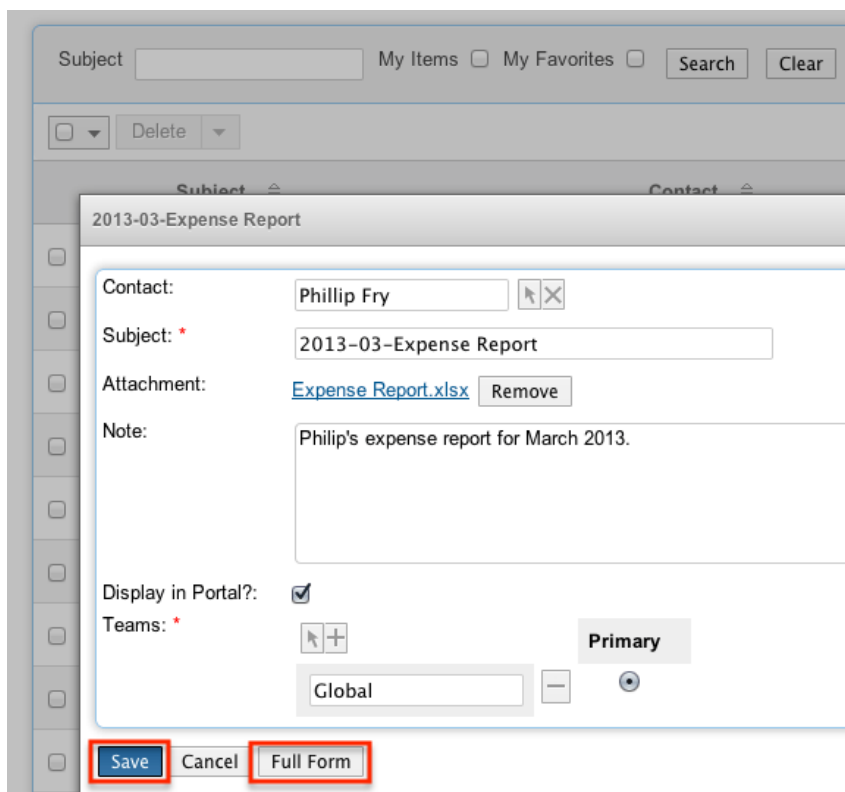 Subject My Items My Favorites Search Clear
Delete
Subject Contact
2013-03-Expense Report
Contact: Phillip Fry
Subject: * 2013-03-Expense Report
Attachment: Expense Report.xlsx Remove
Note: Philip's expense report for March 2013.
Display in Portal?:
Teams: * Primary
Global
Save Cancel Full Form